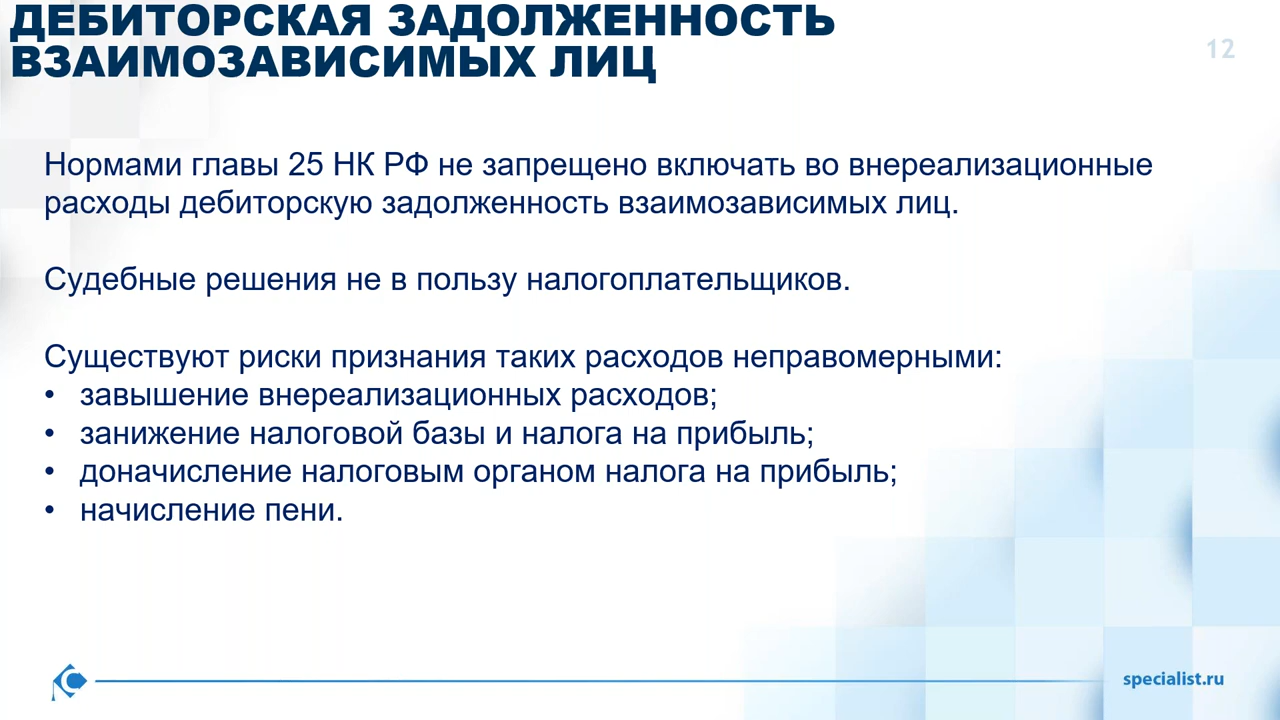 ДЕБИТОРСКАЯ ЗАДОЛЖЕННОСТЬ
ВЗАИМОЗАВИСИМЫХ ЛИЦ
12
Нормами главы 25 НК РФ не запрещено включать во внереализационные
расходы дебиторскую задолженность взаимозависимых лиц.
Судебные решения не в пользу налогоплательщиков.
Существуют риски признания таких расходов неправомерными:
• завышение внереализационных расходов;
• занижение налоговой базы и налога на прибыль;
• доначисление налоговым органом налога на прибыль;
• начисление пени.
specialist.ru